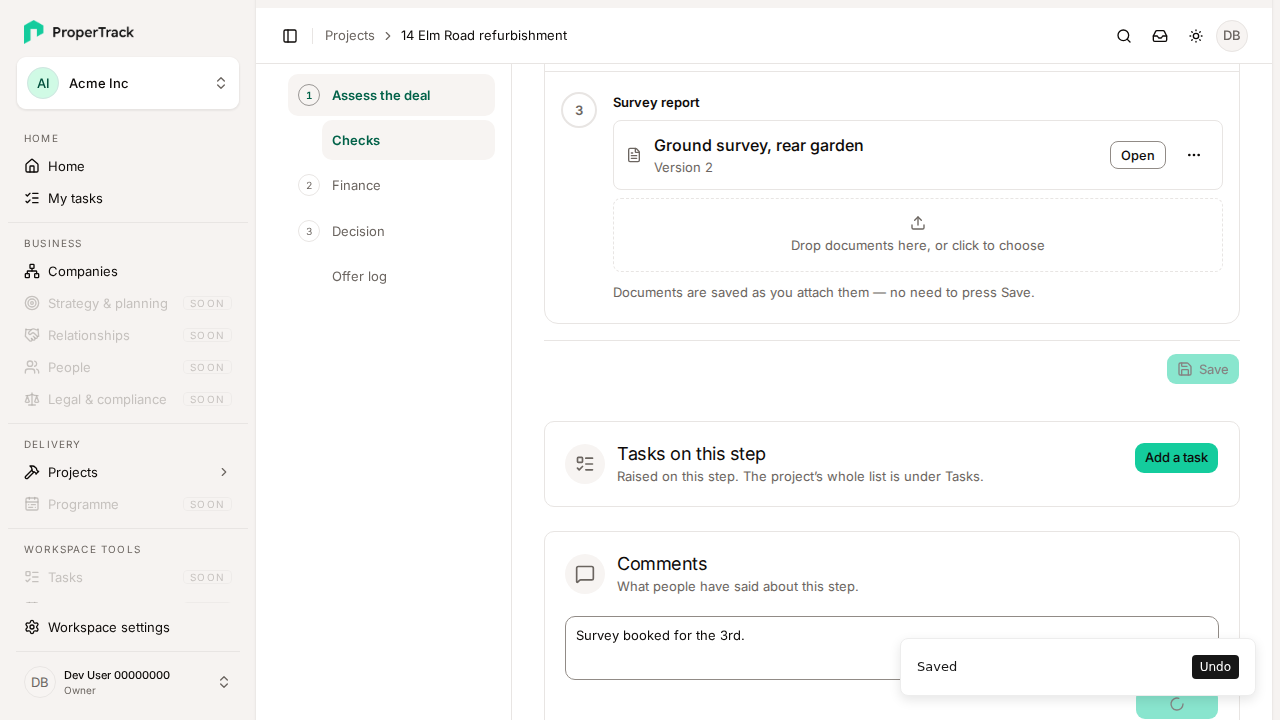 ProperTrack
AI
Acme Inc
HOME
Home
My tasks
BUSINESS
Companies
Strategy & planning
SOON
Relationships
SOON
People
SOON
Legal & compliance
SOON
DELIVERY
Projects
Programme
SOON
WORKSPACE TOOLS
Tasks
SOON
Workspace settings
DB
Dev User 00000000
Owner
Projects
14 Elm Road refurbishment
DB
1
Assess the deal
Checks
2
Finance
3
Decision
Offer log
3
Survey report
Ground survey, rear garden
Version 2
Open
Drop documents here, or click to choose
Documents are saved as you attach them — no need to press Save.
Save
Tasks on this step
Raised on this step. The project’s whole list is under Tasks.
Add a task
Comments
What people have said about this step.
Survey booked for the 3rd.
Saved
Undo